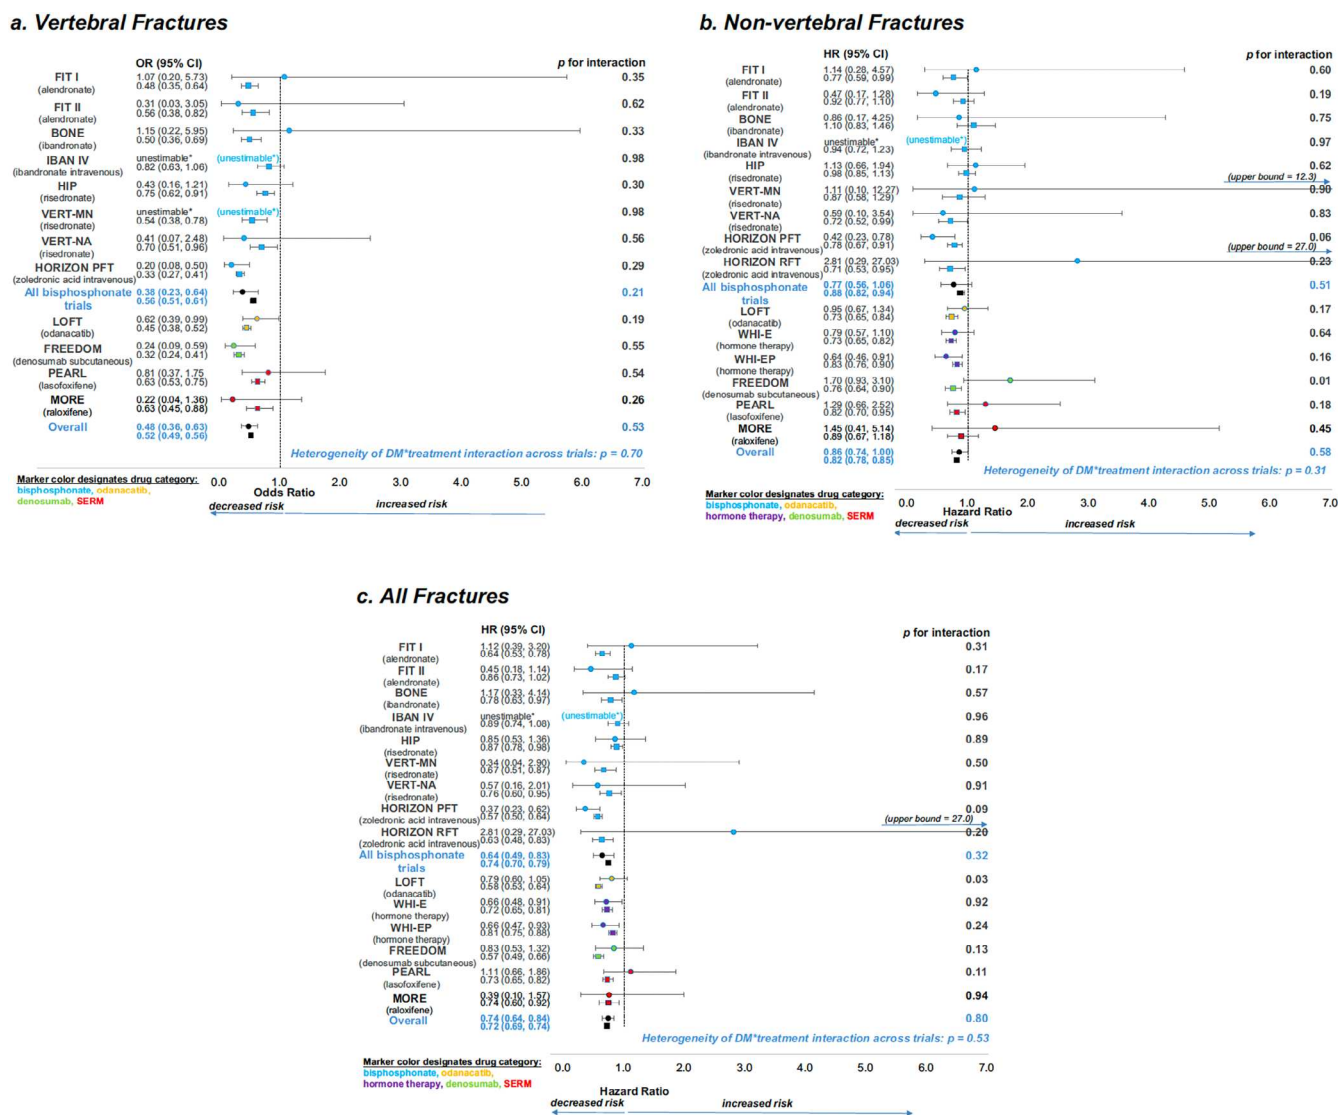 a. Vertebral Fractures
OR (95% CI)
p for interaction
FIT I
(alendronate)
1.07 (0.20, 5.73)
0.48 (0.35, 0.64)
0.35
FIT II
(alendronate)
0.31 (0.03, 3.05)
0.56 (0.38, 0.82)
0.62
BONE
(ibandronate)
1.15 (0.22, 5.95)
0.50 (0.36, 0.69)
0.33
IBAN IV
(ibandronate intravenous)
unestimable*
0.82 (0.63, 1.06)
(unestimable*)
0.98
HIP
(risedronate)
0.43 (0.16, 1.21)
0.75 (0.62, 0.91)
0.30
VERT-MN
(risedronate)
unestimable*
0.54 (0.38, 0.78)
(unestimable*)
0.98
VERT-NA
(risedronate)
0.41 (0.07, 2.48)
0.70 (0.51, 0.96)
0.56
HORIZON PFT
(zoledronic acid intravenous)
0.20 (0.08, 0.50)
0.33 (0.27, 0.41)
0.29
All bisphosphonate
trials
0.38 (0.23, 0.64)
0.56 (0.51, 0.61)
0.21
LOFT
(odanacatib)
0.62 (0.39, 0.99)
0.45 (0.38, 0.52)
0.19
FREEDOM
(denosumab subcutaneous)
0.24 (0.09, 0.59)
0.32 (0.24, 0.41)
0.55
PEARL
(lasofoxifene)
0.81 (0.37, 1.75
0.63 (0.53, 0.75)
0.54
MORE
(raloxifene)
0.22 (0.04, 1.36)
0.63 (0.45, 0.88)
0.26
Overall
0.48 (0.36, 0.63)
0.52 (0.49, 0.56)
0.53
Heterogeneity of DM*treatment interaction across trials: p = 0.70
Marker color designates drug category:
bisphosphonate, odanacatib,
denosumab, SERM
0.0 1.0 2.0 3.0 4.0 5.0 6.0 7.0
Odds Ratio
decreased risk
increased risk
b. Non-vertebral Fractures
HR (95% CI)
p for interaction
FIT I
(alendronate)
1.14 (0.28, 4.57)
0.77 (0.59, 0.99)
0.60
FIT II
(alendronate)
0.47 (0.17, 1.28)
0.92 (0.77, 1.10)
0.19
BONE
(ibandronate)
0.86 (0.17, 4.25)
1.10 (0.83, 1.46)
0.75
IBAN IV
(ibandronate intravenous)
unestimable*
0.94 (0.72, 1.23)
(unestimable*)
0.97
HIP
(risedronate)
1.13 (0.66, 1.94)
0.98 (0.85, 1.13)
0.62
(upper bound = 12.3)
VERT-MN
(risedronate)
1.11 (0.10, 12.27)
0.87 (0.58, 1.29)
0.90
VERT-NA
(risedronate)
0.59 (0.10, 3.54)
0.72 (0.52, 0.99)
0.83
HORIZON PFT
(zoledronic acid intravenous)
0.42 (0.23, 0.78)
0.78 (0.67, 0.91)
0.06
(upper bound = 27.0)
HORIZON RFT
(zoledronic acid intravenous)
2.81 (0.29, 27.03)
0.71 (0.53, 0.95)
0.23
All bisphosphonate
trials
0.77 (0.56, 1.06)
0.88 (0.82, 0.94)
0.51
LOFT
(odanacatib)
0.95 (0.67, 1.34)
0.73 (0.65, 0.84)
0.17
WHI-E
(hormone therapy)
0.79 (0.57, 1.10)
0.73 (0.65, 0.82)
0.64
WHI-EP
(hormone therapy)
0.64 (0.46, 0.91)
0.83 (0.76, 0.90)
0.16
FREEDOM
(denosumab subcutaneous)
1.70 (0.93, 3.10)
0.76 (0.64, 0.90)
0.01
PEARL
(lasofoxifene)
1.29 (0.66, 2.52)
0.82 (0.70, 0.95)
0.18
MORE
(raloxifene)
1.45 (0.41, 5.14)
0.89 (0.67, 1.18)
0.45
Overall
0.86 (0.74, 1.00)
0.82 (0.78, 0.85)
0.58
Heterogeneity of DM*treatment interaction across trials: p = 0.31
Marker color designates drug category:
bisphosphonate, odanacatib,
hormone therapy, denosumab, SERM
0.0 1.0 2.0 3.0 4.0 5.0 6.0 7.0
Hazard Ratio
decreased risk
increased risk
c. All Fractures
HR (95% CI)
p for interaction
FIT I
(alendronate)
1.12 (0.39, 3.20)
0.64 (0.53, 0.78)
0.31
FIT II
(alendronate)
0.45 (0.18, 1.14)
0.86 (0.73, 1.02)
0.17
BONE
(ibandronate)
1.17 (0.33, 4.14)
0.78 (0.63, 0.97)
0.57
IBAN IV
(ibandronate intravenous)
unestimable*
0.89 (0.74, 1.08)
(unestimable*)
0.96
HIP
(risedronate)
0.85 (0.53, 1.36)
0.87 (0.78, 0.98)
0.89
VERT-MN
(risedronate)
0.34 (0.04, 2.90)
0.67 (0.51, 0.87)
0.50
VERT-NA
(risedronate)
0.57 (0.16, 2.01)
0.76 (0.60, 0.95)
0.91
HORIZON PFT
(zoledronic acid intravenous)
0.37 (0.23, 0.62)
0.57 (0.50, 0.64)
0.09
(upper bound = 27.0)
HORIZON RFT
(zoledronic acid intravenous)
2.81 (0.29, 27.03)
0.63 (0.48, 0.83)
0.20
All bisphosphonate
trials
0.64 (0.49, 0.83)
0.74 (0.70, 0.79)
0.32
LOFT
(odanacatib)
0.79 (0.60, 1.05)
0.58 (0.53, 0.64)
0.03
WHI-E
(hormone therapy)
0.66 (0.48, 0.91)
0.72 (0.65, 0.81)
0.92
WHI-EP
(hormone therapy)
0.66 (0.47, 0.93)
0.81 (0.75, 0.88)
0.24
FREEDOM
(denosumab subcutaneous)
0.83 (0.53, 1.32)
0.57 (0.49, 0.66)
0.13
PEARL
(lasofoxifene)
1.11 (0.66, 1.86)
0.73 (0.65, 0.82)
0.11
MORE
(raloxifene)
0.39 (0.10, 1.57)
0.74 (0.60, 0.92)
0.94
Overall
0.74 (0.64, 0.84)
0.72 (0.69, 0.74)
0.80
Heterogeneity of DM*treatment interaction across trials: p = 0.53
Marker color designates drug category:
bisphosphonate, odanacatib,
hormone therapy, denosumab, SERM
0.0 1.0 2.0 3.0 4.0 5.0 6.0 7.0
Hazard Ratio
decreased risk
increased risk